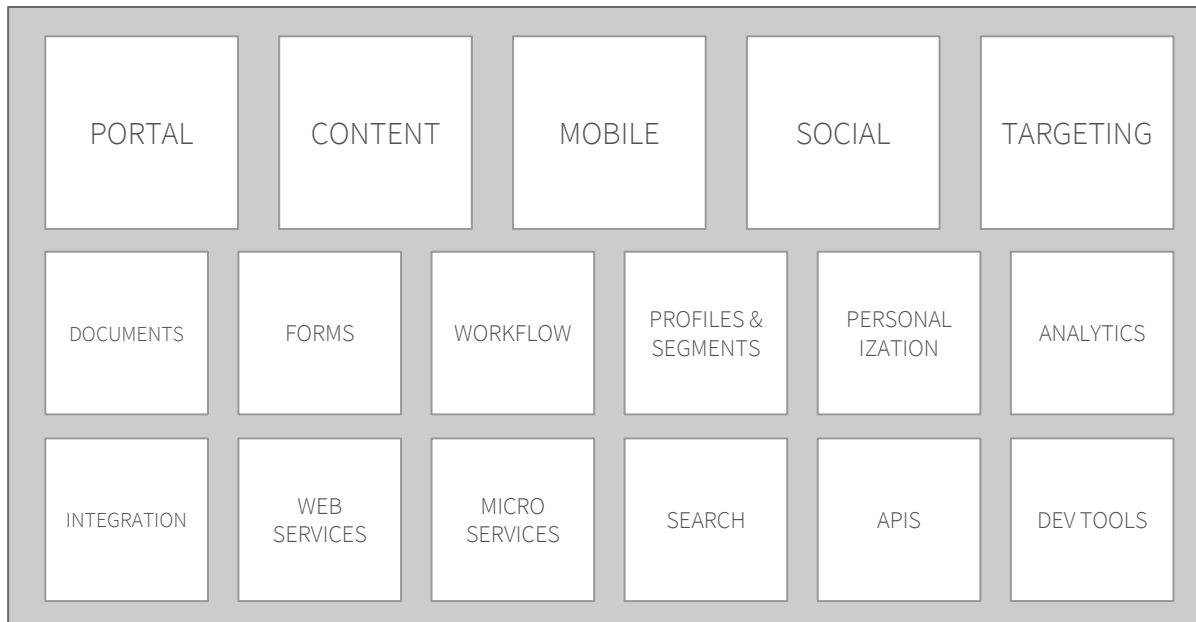 PORTAL
CONTENT
MOBILE
SOCIAL
TARGETING
DOCUMENTS
FORMS
WORKFLOW
PROFILES &
SEGMENTS
PERSONAL
IZATION
ANALYTICS
INTEGRATION
WEB
SERVICES
MICRO
SERVICES
SEARCH
APIS
DEV TOOLS